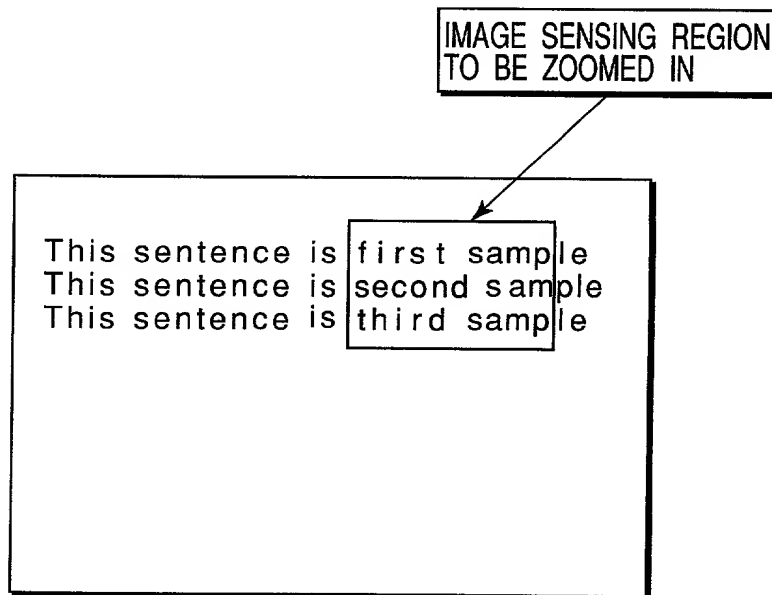 IMAGE SENSING REGION
TO BE ZOOMED IN
This sentence is first sample
This sentence is second sample
This sentence is third sample